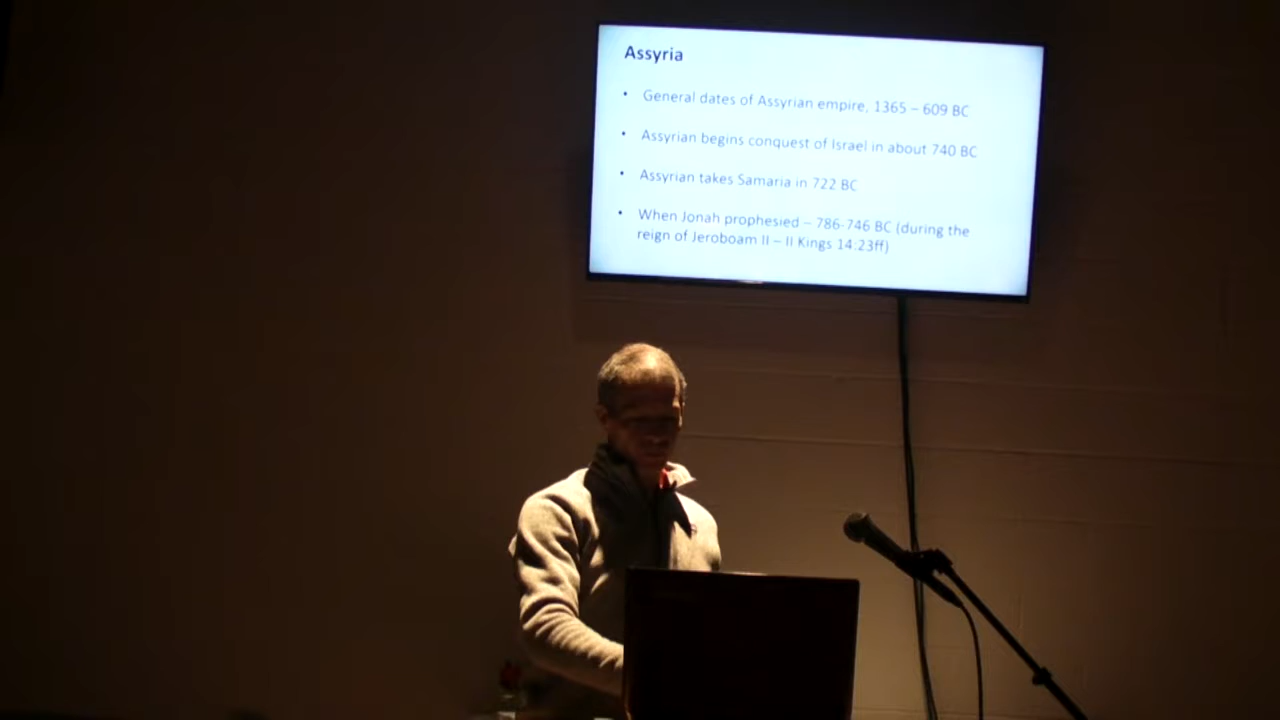 Assyria
• General dates of Assyrian empire, 1365 – 609 BC
• Assyrian begins conquest of Israel in about 740 BC
• Assyrian takes Samaria in 722 BC
• When Jonah prophesied – 786-746 BC (during the
reign of Jeroboam II – II Kings 14:23ff)